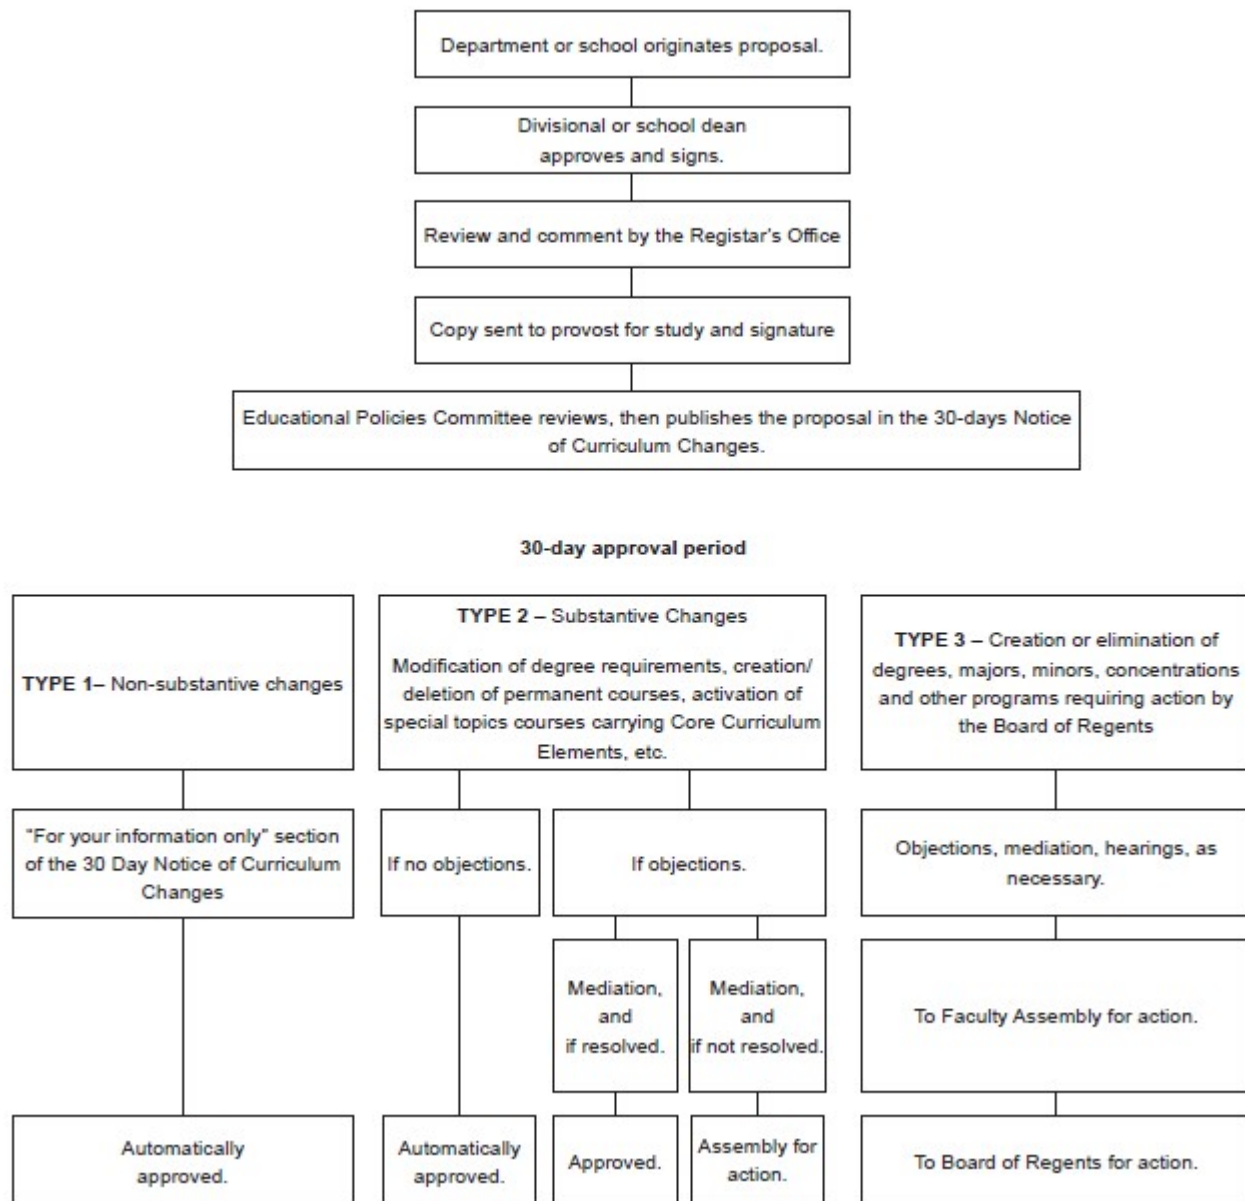 Department or school originates proposal.
Divisional or school dean
approves and signs.
Review and comment by the Registar's Office
Copy sent to provost for study and signature
Educational Policies Committee reviews, then publishes the proposal in the 30-days Notice
of Curriculum Changes.
30-day approval period
TYPE 1– Non-substantive changes
"For your information only" section
of the 30 Day Notice of Curriculum
Changes
Automatically
approved.
TYPE 2 – Substantive Changes
Modification of degree requirements, creation/
deletion of permanent courses, activation of
special topics courses carrying Core Curriculum
Elements, etc.
If no objections.
Automatically
approved.
If objections.
Mediation,
and
if resolved.
Approved.
Mediation,
and
if not resolved.
Assembly for
action.
TYPE 3 – Creation or elimination of
degrees, majors, minors, concentrations
and other programs requiring action by
the Board of Regents
Objections, mediation, hearings, as
necessary.
To Faculty Assembly for action.
To Board of Regents for action.